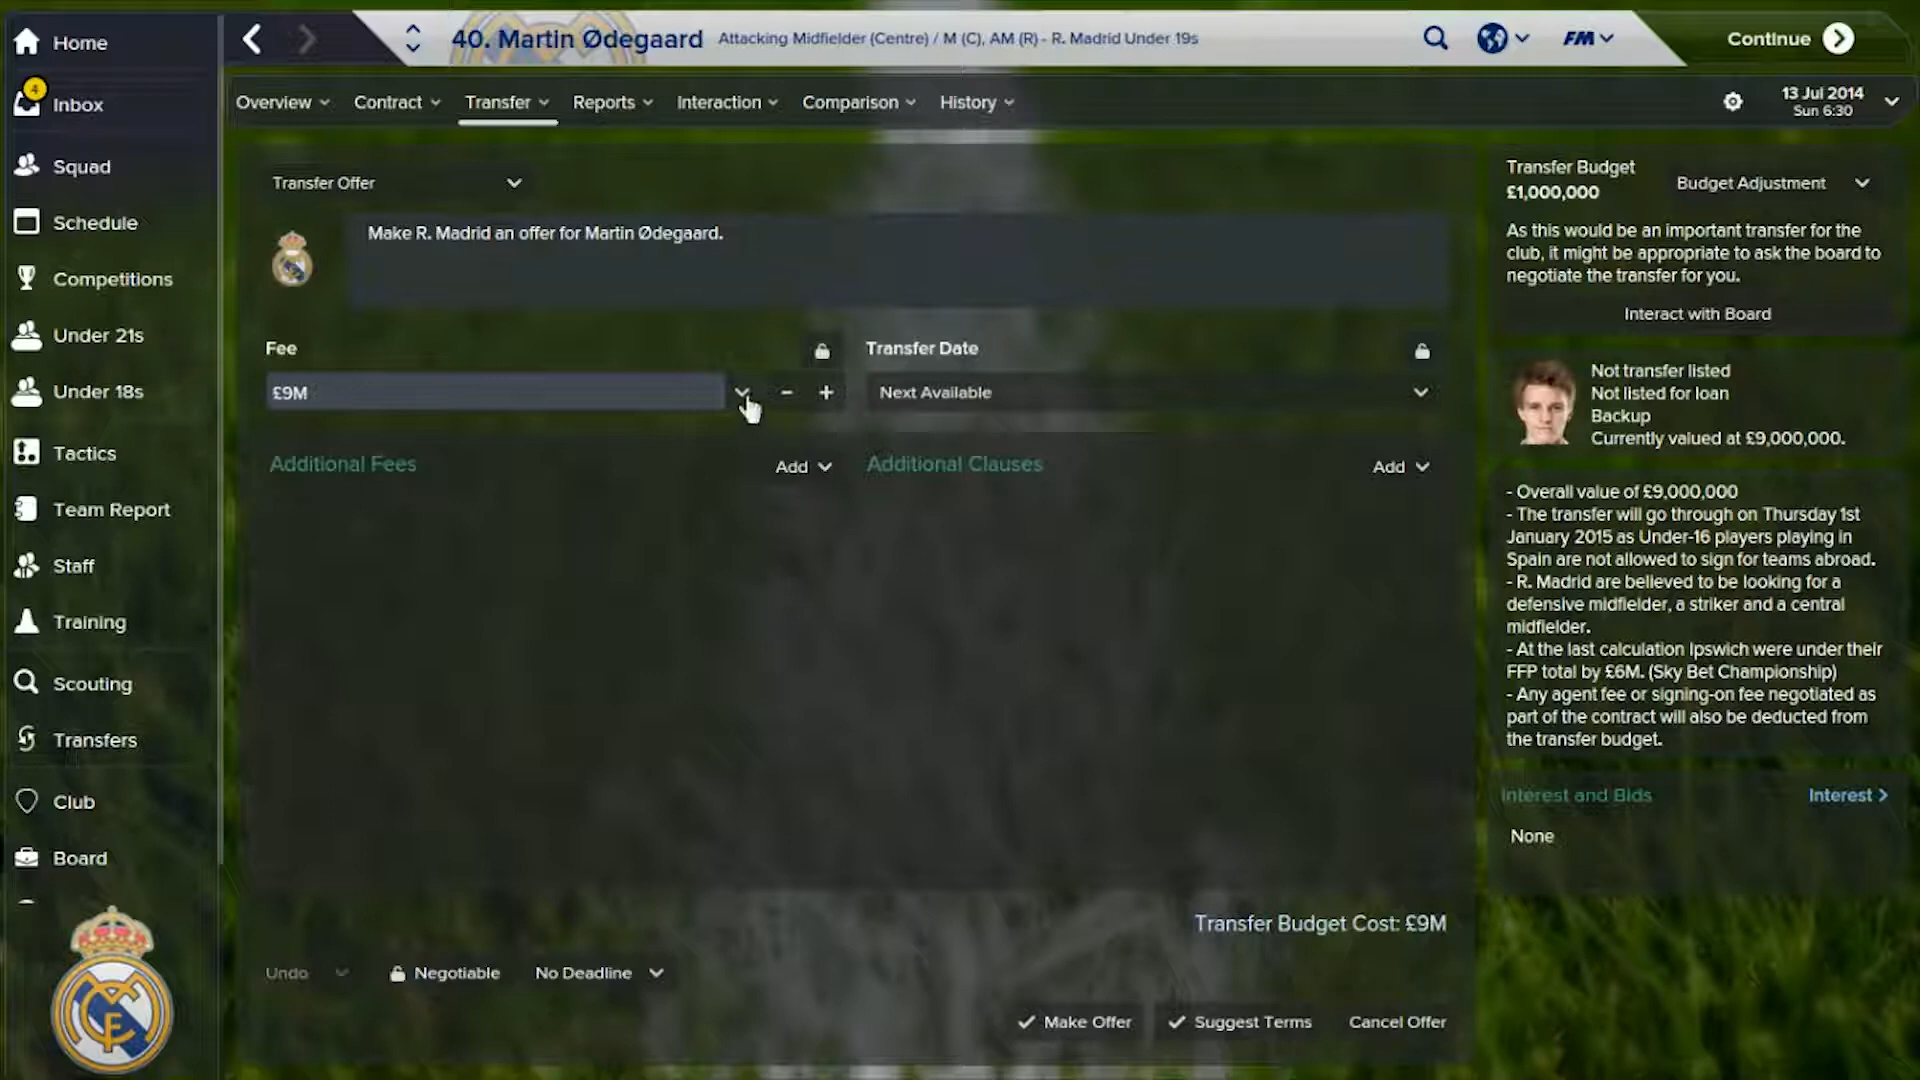 Home
40. Martin Ødegaard
Attacking Midfielder (Centre) / M (C), AM (R) - R. Madrid Under 19s
FM
Continue
4
Inbox
Overview
Contract
Transfer
Reports
Interaction
Comparison
History
13 Jul 2014
Sun 6:30
Squad
Schedule
Competitions
Under 21s
Under 18s
Tactics
Team Report
Staff
Training
Scouting
Transfers
Club
Board
Transfer Offer
Make R. Madrid an offer for Martin Ødegaard.
Fee
£9M
Transfer Date
Next Available
Additional Fees
Add
Additional Clauses
Add
Transfer Budget Cost: £9M
Undo
Negotiable
No Deadline
Make Offer
Suggest Terms
Cancel Offer
Transfer Budget
£1,000,000
Budget Adjustment
As this would be an important transfer for the
club, it might be appropriate to ask the board to
negotiate the transfer for you.
Interact with Board
Not transfer listed
Not listed for loan
Backup
Currently valued at £9,000,000.
- Overall value of £9,000,000
- The transfer will go through on Thursday 1st
January 2015 as Under-16 players playing in
Spain are not allowed to sign for teams abroad.
- R. Madrid are believed to be looking for a
defensive midfielder, a striker and a central
midfielder.
- At the last calculation Ipswich were under their
FFP total by £6M. (Sky Bet Championship)
- Any agent fee or signing-on fee negotiated as
part of the contract will also be deducted from
the transfer budget.
Interest and Bids
Interest
None